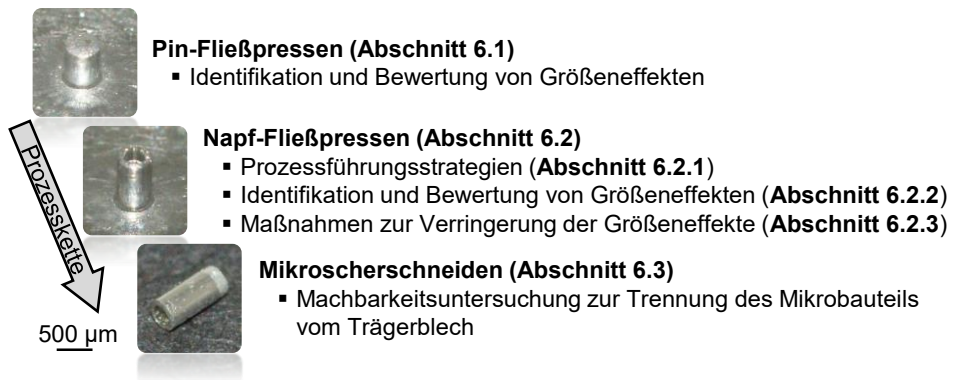 Pin-Fließpressen (Abschnitt 6.1)
▪ Identifikation und Bewertung von Größeneffekten
Napf-Fließpressen (Abschnitt 6.2)
▪ Prozessführungsstrategien (Abschnitt 6.2.1)
▪ Identifikation und Bewertung von Größeneffekten (Abschnitt 6.2.2)
▪ Maßnahmen zur Verringerung der Größeneffekte (Abschnitt 6.2.3)
Prozesskette
Mikroscherschneiden (Abschnitt 6.3)
▪ Machbarkeitsuntersuchung zur Trennung des Mikrobauteils
vom Trägerblech
500 µm